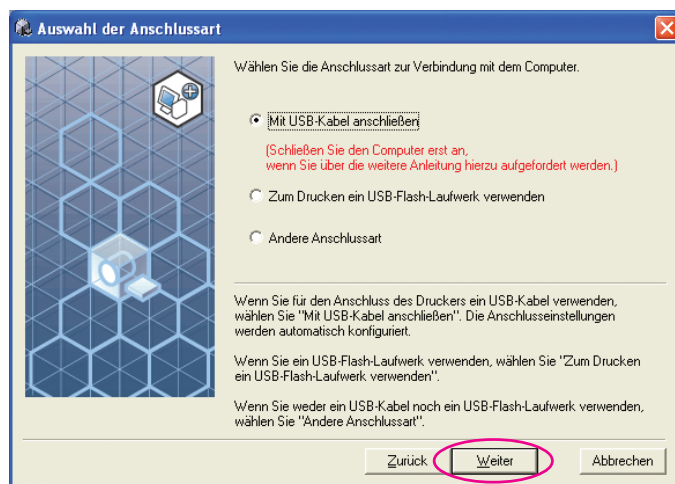 Auswahl der Anschlussart
Wählen Sie die Anschlussart zur Verbindung mit dem Computer.
Mit USB-Kabel anschließen
(Schließen Sie den Computer erst an,
wenn Sie über die weitere Anleitung hierzu aufgefordert werden.)
Zum Drucken ein USB-Flash-Laufwerk verwenden
Andere Anschlussart
Wenn Sie für den Anschluss des Druckers ein USB-Kabel verwenden,
wählen Sie "Mit USB-Kabel anschließen". Die Anschlusseinstellungen
werden automatisch konfiguriert.
Wenn Sie ein USB-Flash-Laufwerk verwenden, wählen Sie "Zum Drucken
ein USB-Flash-Laufwerk verwenden".
Wenn Sie weder ein USB-Kabel noch ein USB-Flash-Laufwerk verwenden,
wählen Sie "Andere Anschlussart".
Zurück Weiter Abbrechen